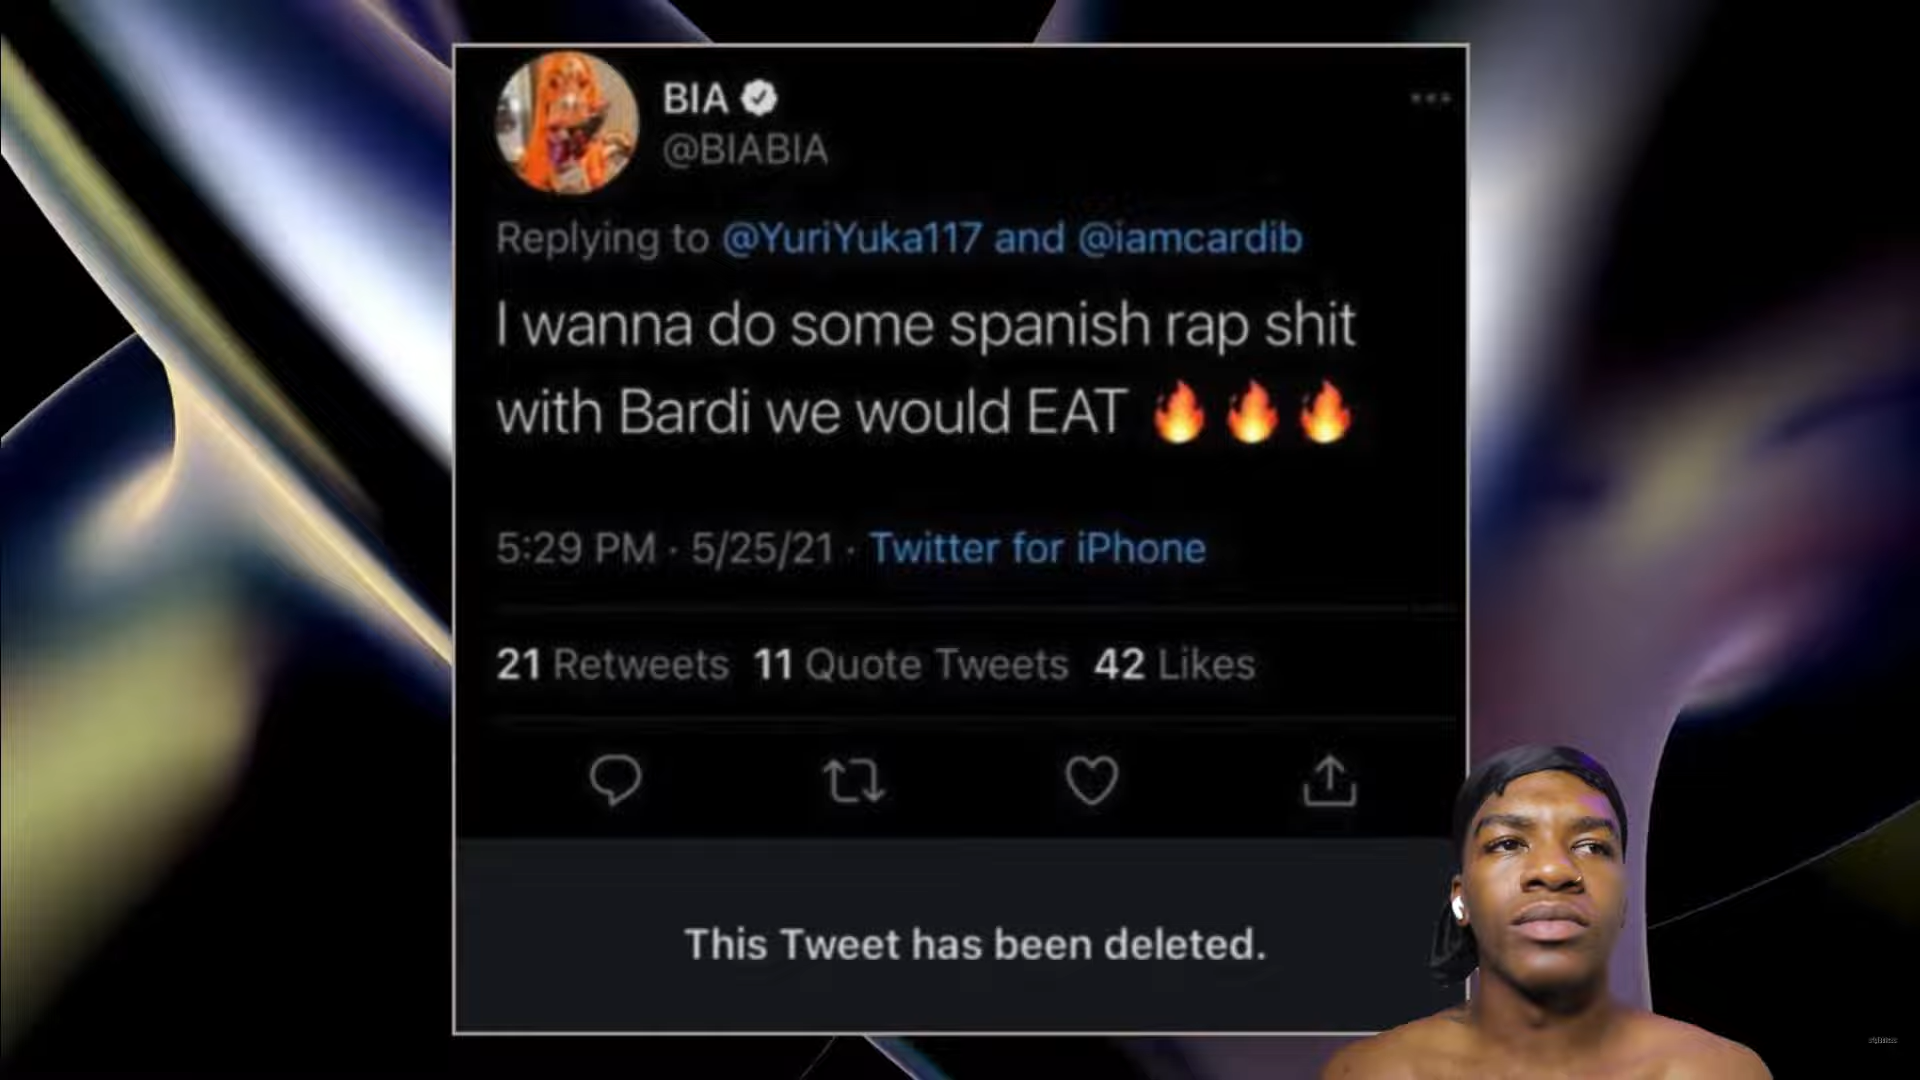 BIA
@BIABIA
Replying to @YuriYuka117 and @iamcardib
I wanna do some spanish rap shit
with Bardi we would EAT 🔥🔥🔥
5:29 PM · 5/25/21 · Twitter for iPhone
21 Retweets 11 Quote Tweets 42 Likes
This Tweet has been deleted.